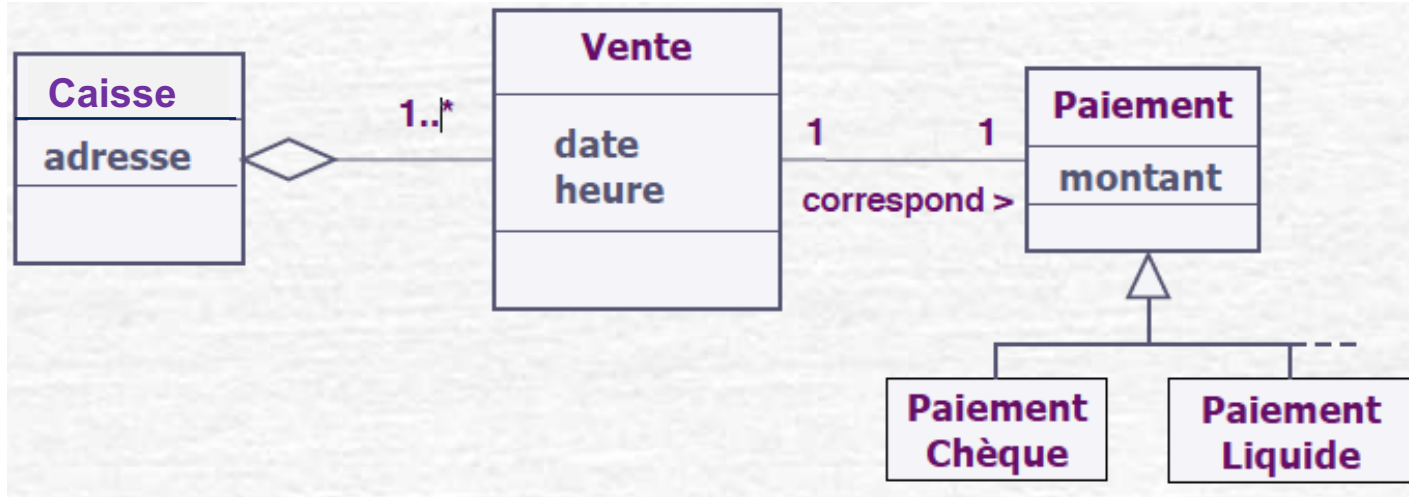 Caisse
adresse
1..*
Vente
date
heure
1
1
correspond >
Paiement
montant
Paiement
Chèque
Paiement
Liquide